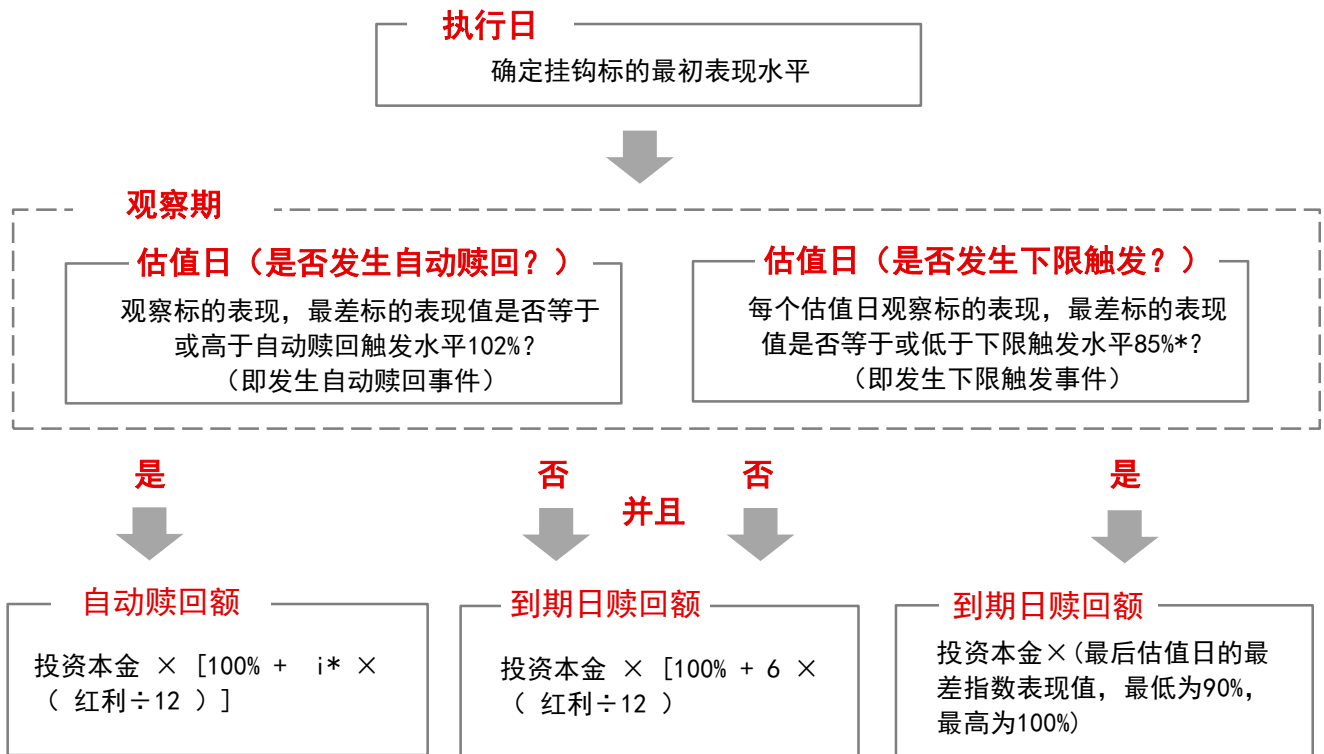 执行日
确定挂钩标的最初表现水平
观察期
估值日（是否发生自动赎回？）
观察标的表现，最差标的表现值是否等于
或高于自动赎回触发水平102%？
（即发生自动赎回事件）
估值日（是否发生下限触发？）
每个估值日观察标的表现，最差标的表现
值是否等于或低于下限触发水平85%*？
（即发生下限触发事件）
是
否
并且
否
是
自动赎回额
投资本金 × [100% + i* ×
（ 红利÷12 ）]
到期日赎回额
投资本金 × [100% + 6 ×
（ 红利÷12 ）
到期日赎回额
投资本金×(最后估值日的最
差指数表现值，最低为90%，
最高为100%)